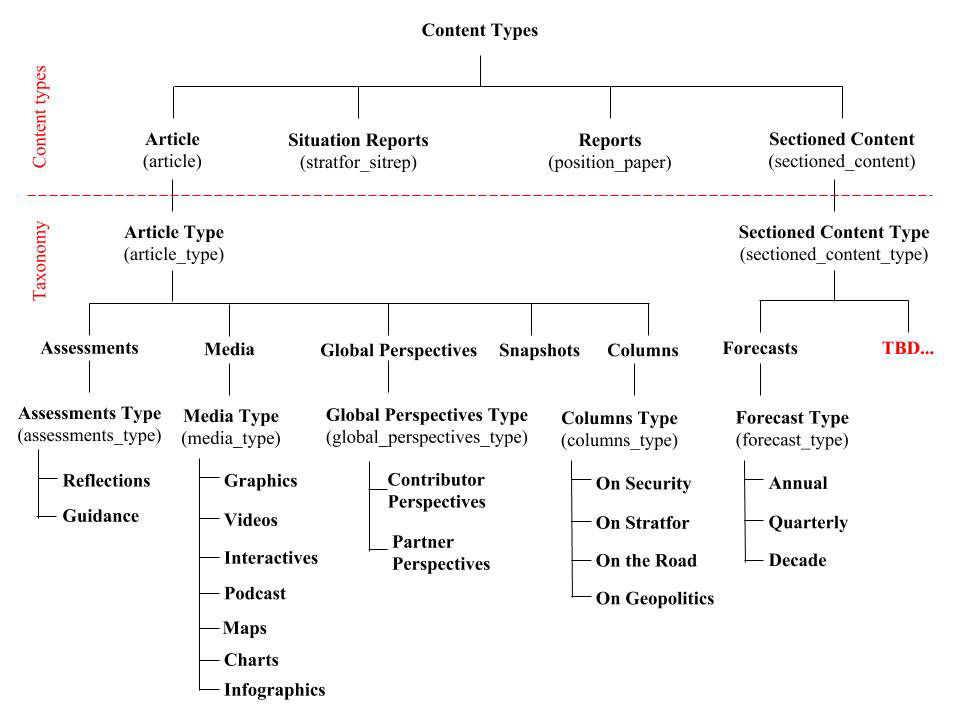 Content Types
Content types
Article
(article)
Situation Reports
(stratfor_sitrep)
Reports
(position_paper)
Sectioned Content
(sectioned_content)
Taxonomy
Article Type
(article_type)
Sectioned Content Type
(sectioned_content_type)
Assessments
Media
Global Perspectives
Snapshots
Columns
Forecasts
TBD...
Assessments Type
(assessments_type)
Reflections
Guidance
Media Type
(media_type)
Graphics
Videos
Interactives
Podcast
Maps
Charts
Infographics
Global Perspectives Type
(global_perspectives_type)
Contributor
Perspectives
Partner
Perspectives
Columns Type
(columns_type)
On Security
On Stratfor
On the Road
On Geopolitics
Forecast Type
(forecast_type)
Annual
Quarterly
Decade